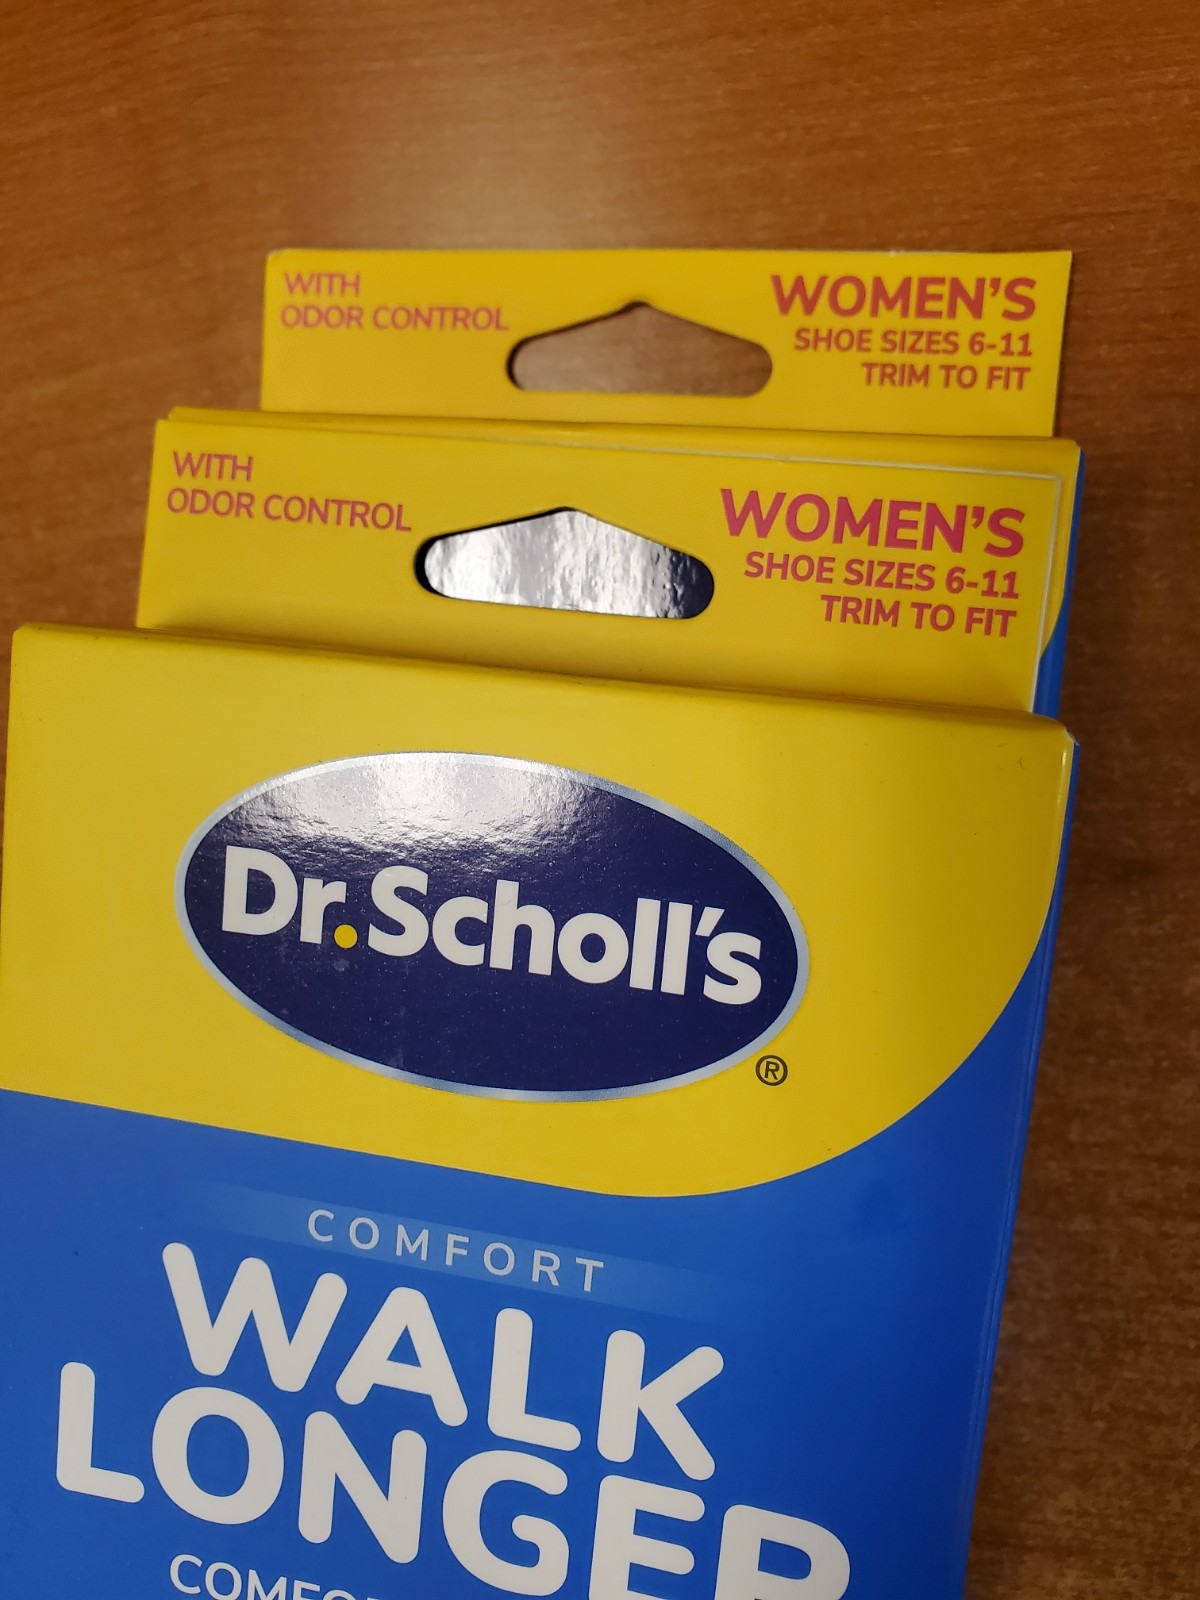 WITH
ODOR CONTROL
WOMEN'S
SHOE SIZES 6-11
TRIM TO FIT
WITH
ODOR CONTROL
WOMEN'S
SHOE SIZES 6-11
TRIM TO FIT
Dr.Scholl's
®
COMFORT
WALK
LONGER